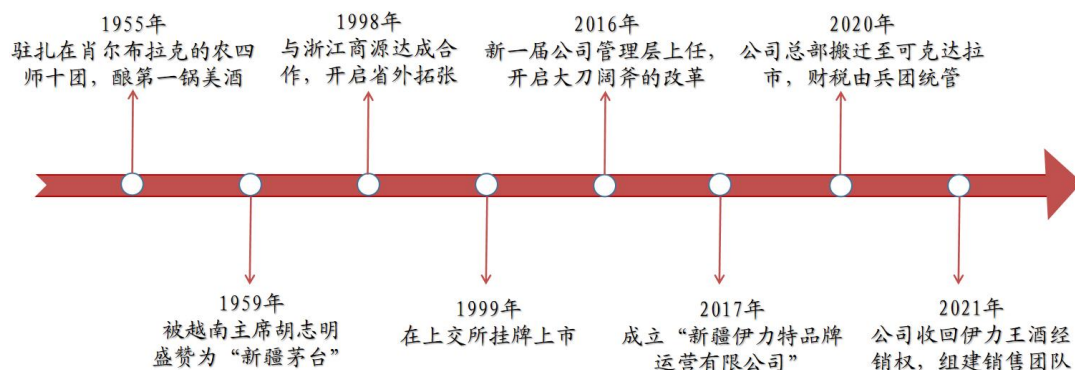 1955年
驻扎在肖尔布拉克的农四
师十团，酿第一锅美酒
1998年
与浙江商源达成合
作，开启省外拓张
2016年
新一届公司管理层上任，
开启大刀阔斧的改革
2020年
公司总部搬迁至可克达拉
市，财税由兵团统管
1959年
被越南主席胡志明
盛赞为“新疆茅台”
1999年
在上交所挂牌上市
2017年
成立“新疆伊力特品牌
运营有限公司”
2021年
公司收回伊力王酒经
销权，组建销售团队